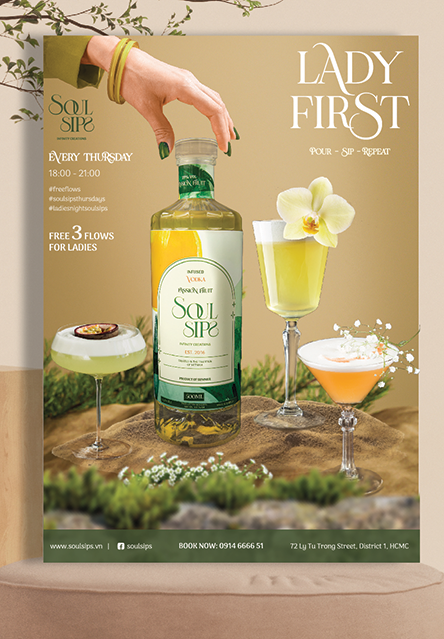 SOUL
SIPS
LADY
FIRST
POUR - SIP - REPEAT
EVERY THURSDAY
18:00 - 21:00
#freeflows
#soulsipsthursdays
#ladiesnightsoulsips
FREE 3 FLOWS
FOR LADIES
PASSION FRUIT
INFUSED
VODKA
PASSION FRUIT
SOUL
SIPS
500ML
www.soulsips.vn | soulsips
BOOK NOW: 0914 6666 51
72 Ly Tu Trong Street, District 1, HCMC